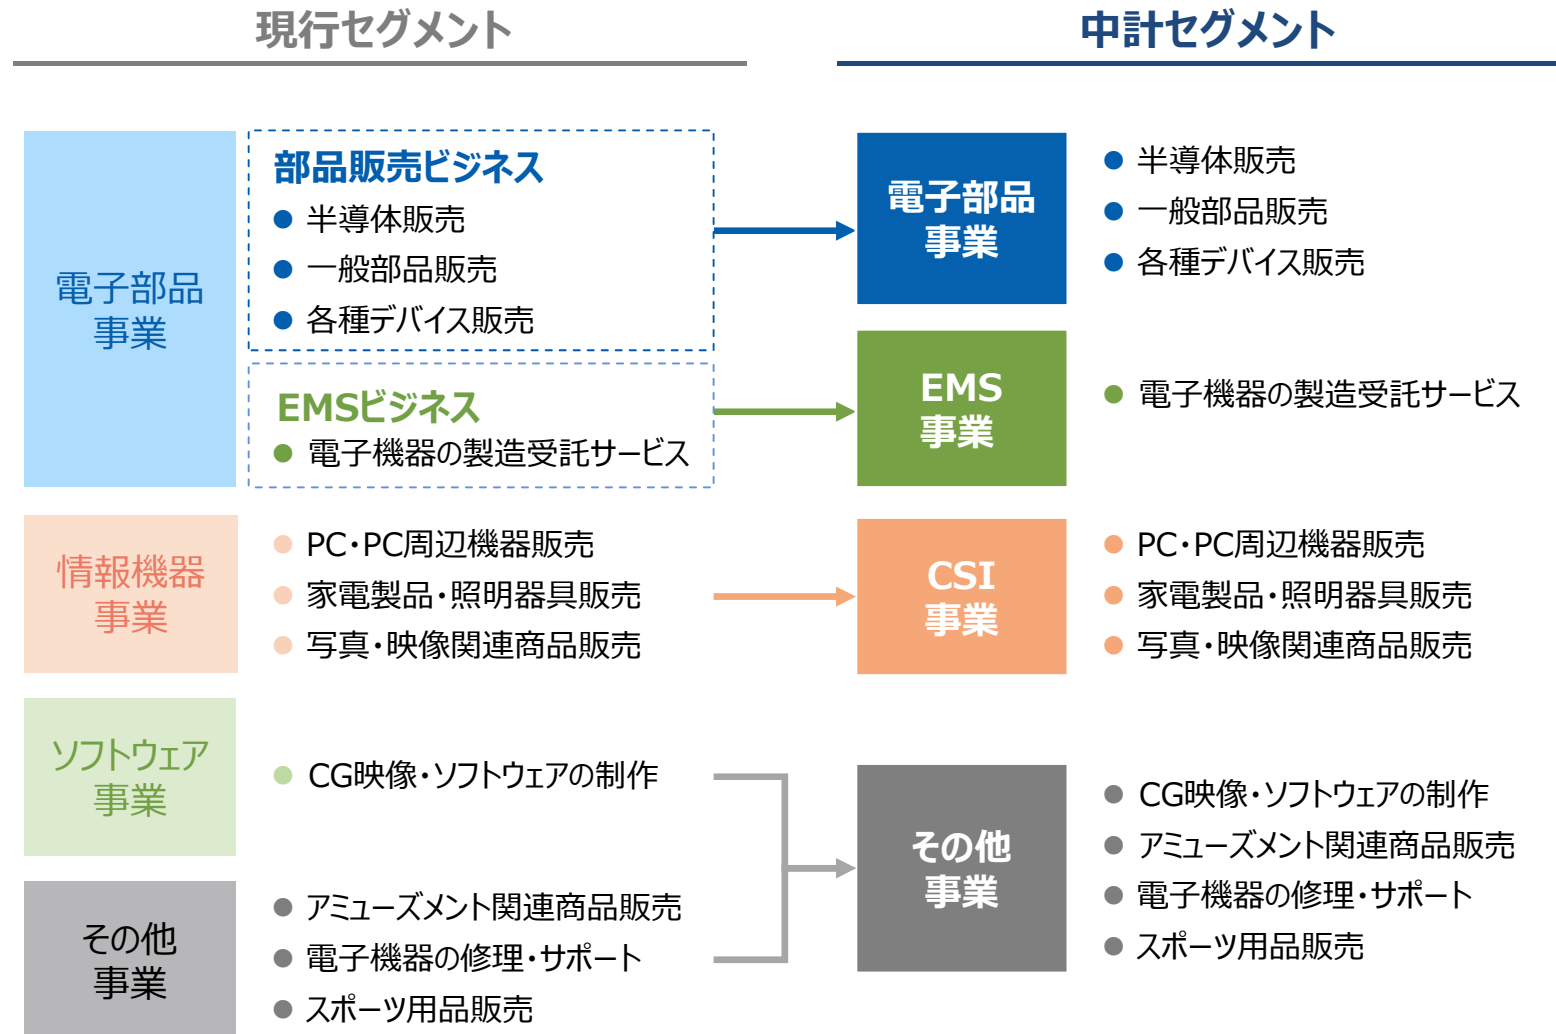 現行セグメント
中計セグメント
電子部品
事業
部品販売ビジネス
半導体販売
一般部品販売
各種デバイス販売
EMSビジネス
電子機器の製造受託サービス
電子部品
事業
半導体販売
一般部品販売
各種デバイス販売
EMS
事業
電子機器の製造受託サービス
情報機器
事業
PC・PC周辺機器販売
家電製品・照明器具販売
写真・映像関連商品販売
CSI
事業
PC・PC周辺機器販売
家電製品・照明器具販売
写真・映像関連商品販売
ソフトウェア
事業
CG映像・ソフトウェアの制作
その他
事業
アミューズメント関連商品販売
電子機器の修理・サポート
スポーツ用品販売
その他
事業
CG映像・ソフトウェアの制作
アミューズメント関連商品販売
電子機器の修理・サポート
スポーツ用品販売